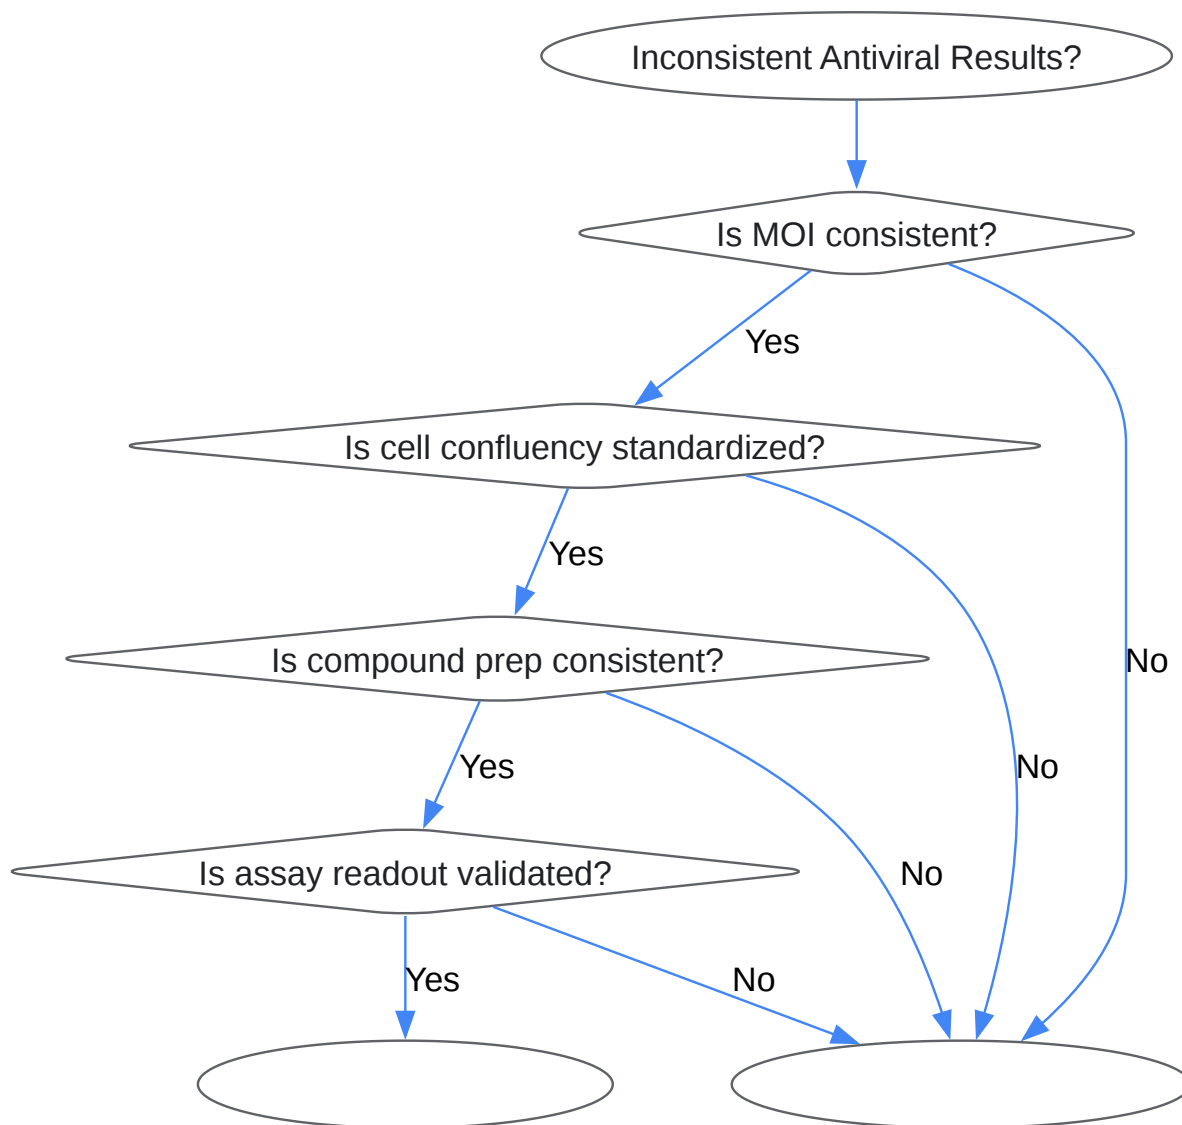 Inconsistent Antiviral Results?
Is MOI consistent?
Yes
Is cell confluency standardized?
Yes
Is compound prep consistent?
No
Yes
No
Is assay readout validated?
No
Yes
No